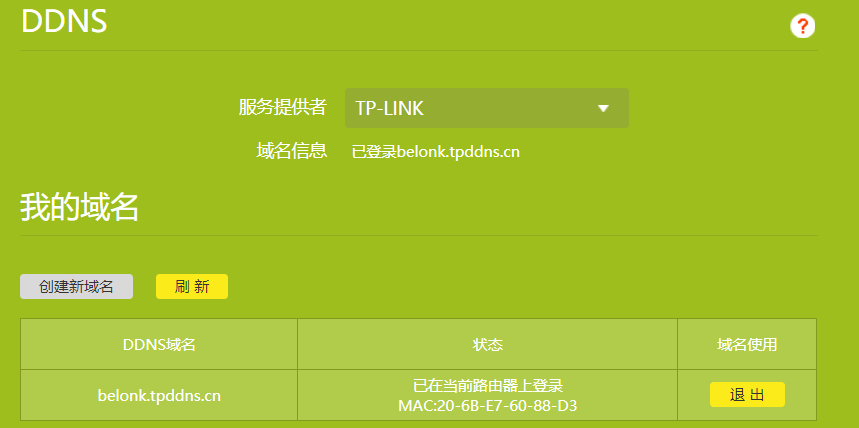 DDNS
?
服务提供者 TP-LINK
域名信息 已登录belonk.tpddns.cn
我的域名
创建新域名 刷 新
DDNS域名 状态 域名使用
belonk.tpddns.cn 已在当前路由器上登录 退 出
MAC:20-6B-E7-60-88-D3